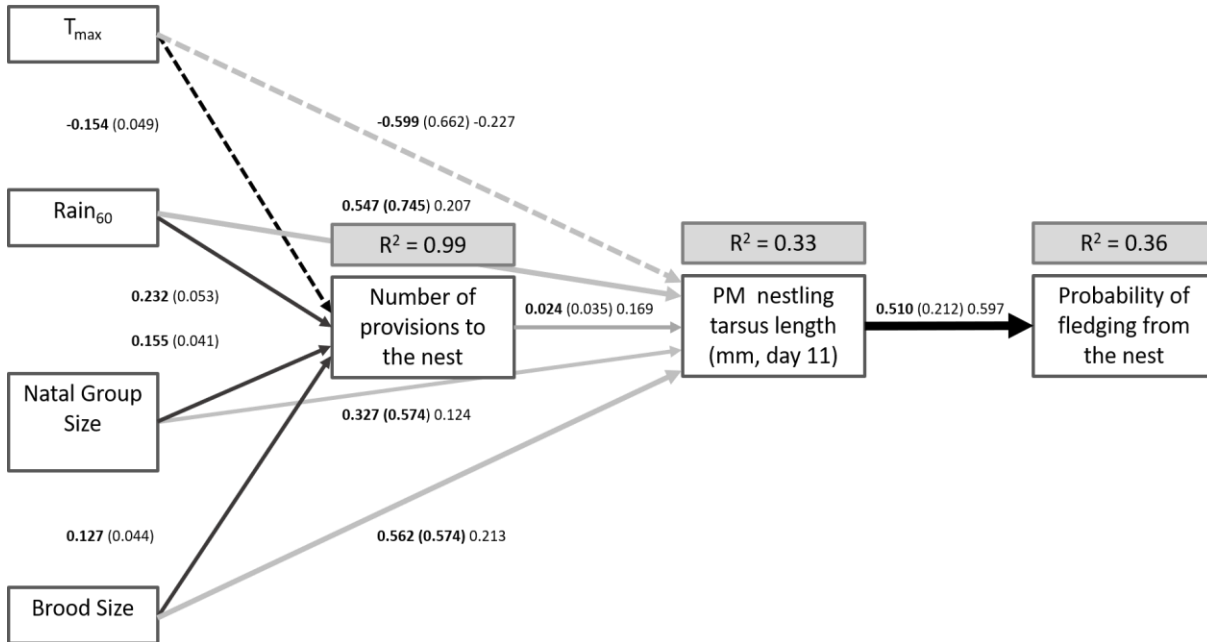 Tmax
-0.154 (0.049)
-0.599 (0.662) -0.227
Rain60
0.547 (0.745) 0.207
R² = 0.99
R² = 0.33
R² = 0.36
Number of
provisions to
the nest
PM nestling
tarsus length
(mm, day 11)
Probability of
fledging from
the nest
0.232 (0.053)
0.024 (0.035) 0.169
0.510 (0.212) 0.597
0.155 (0.041)
Natal Group
Size
0.327 (0.574) 0.124
0.127 (0.044)
0.562 (0.574) 0.213
Brood Size